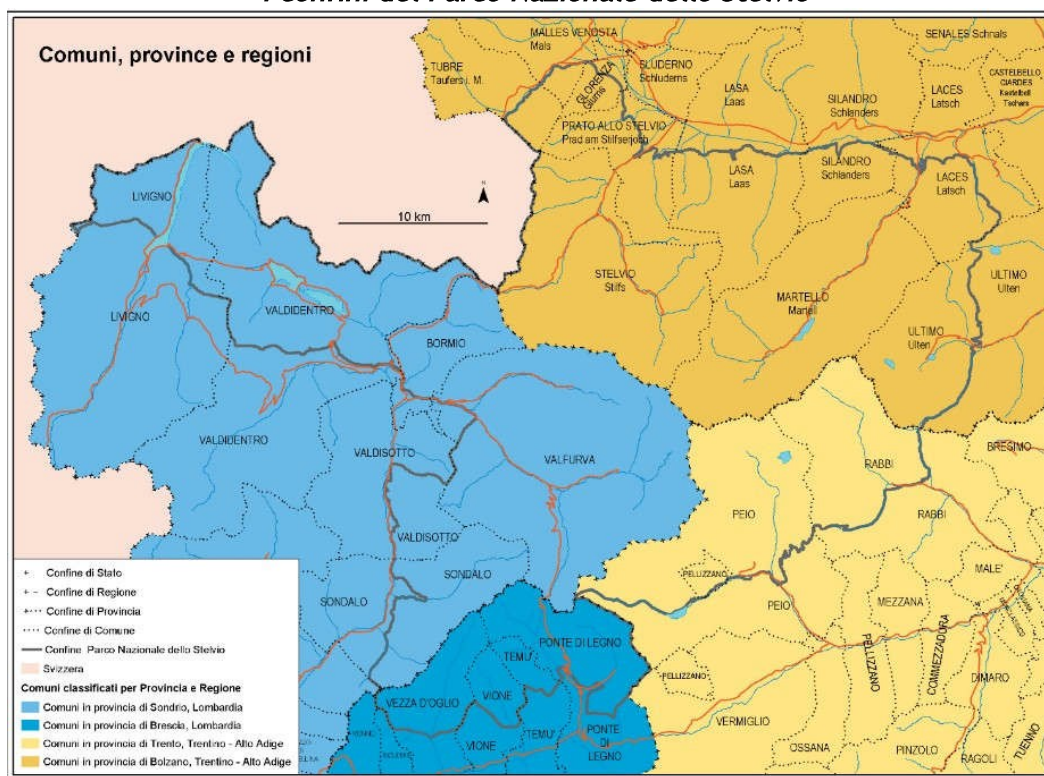 I confini del Parco Nazionale dello Stelvio
Comuni, province e regioni
MALLES VENOSTA
Mals
SENALES Schnals
TUBRE
Taufers i. M.
GLORENZA
Glurns
SLUDERNO
Schluderns
LASA
Laas
SILANDRO
Schlanders
LACES
Latsch
CASTELBELLO
CIARDES
Kastelbell
Tschars
PRATO ALLO STELVIO
Prad am Stilfserjoch
LASA
Laas
SILANDRO
Schlanders
LACES
Latsch
LIVIGNO
N
10 km
STELVIO
Stilfs
MARTELLO
Martell
ULTIMO
Ulten
ULTIMO
Ulten
LIVIGNO
VALDIDENTRO
BORMIO
VALDIDENTRO
VALDISOTTO
VALFURVA
RABBI
BRESIMO
PEIO
RABBI
VALDISOTTO
SONDALO
PELLIZZANO
MALE'
SONDALO
PEIO
MEZZANA
PONTE DI LEGNO
TEMU'
PELLIZZANO
PELLIZZANO
COMMEZZADURA
DIMARO
VEZZA D'OGLIO
VIONE
VERMIGLIO
VIONE
TEMU'
PONTE
DI
LEGNO
OSSANA
PINZOLO
RAGOLI
TUENNO
Confine di Stato
Confine di Regione
Confine di Provincia
Confine di Comune
Confine Parco Nazionale dello Stelvio
Svizzera
Comuni classificati per Provincia e Regione
Comuni in provincia di Sondrio, Lombardia
Comuni in provincia di Brescia, Lombardia
Comuni in provincia di Trento, Trentino - Alto Adige
Comuni in provincia di Bolzano, Trentino - Alto Adige